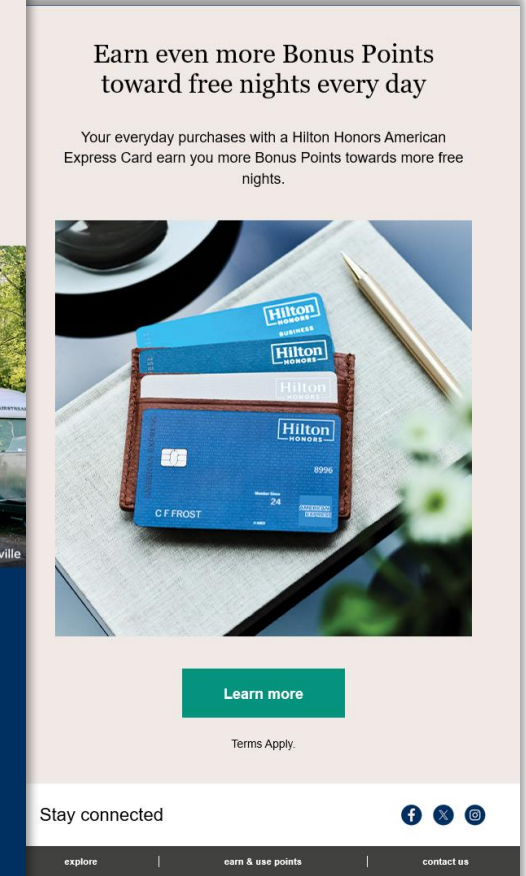 Earn even more Bonus Points
toward free nights every day
Your everyday purchases with a Hilton Honors American
Express Card earn you more Bonus Points towards more free
nights.
Hilton
HONORS
BUSINESS
Hilton
HONORS
Hilton
HONORS
Hilton
HONORS
8996
Member Since
24
C F FROST
AMERICAN
EXPRESS
ville
Learn more
Terms Apply.
Stay connected
explore | earn & use points | contact us